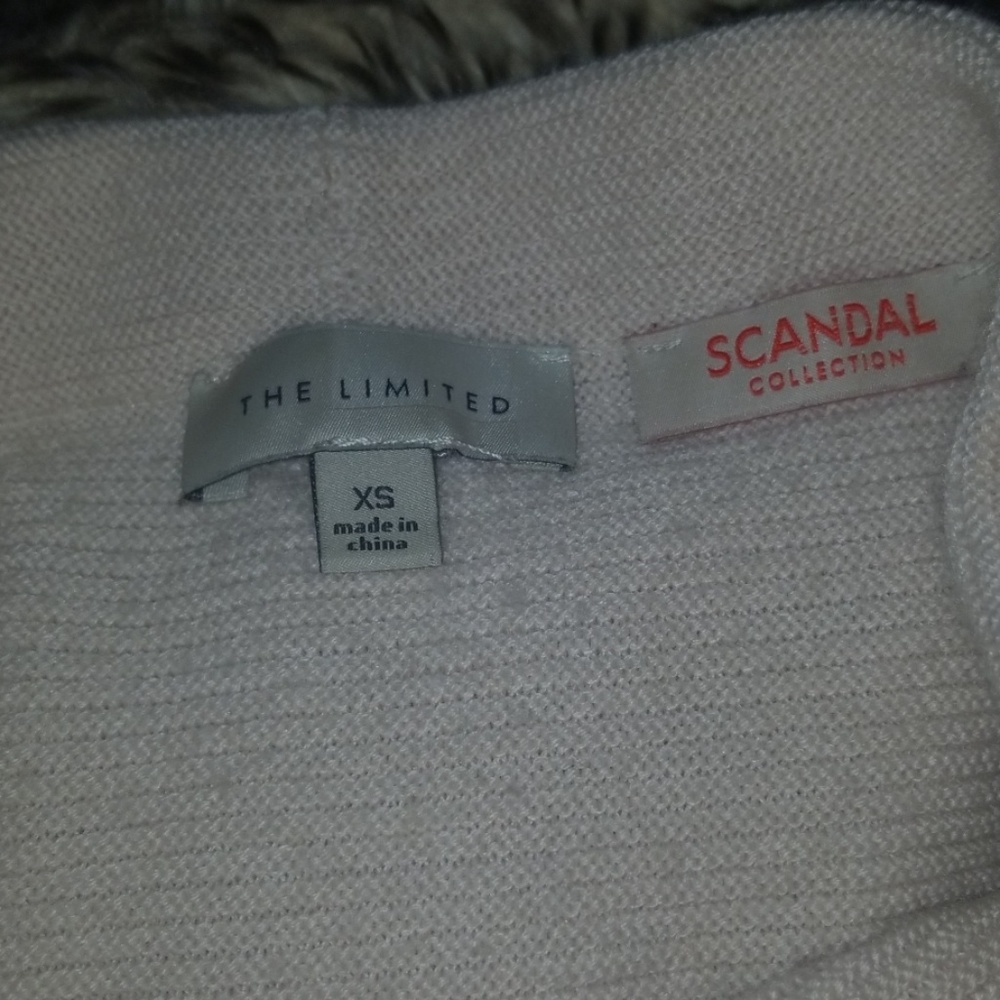 THE LIMITED
XS
made in
china
SCANDAL
COLLECTION